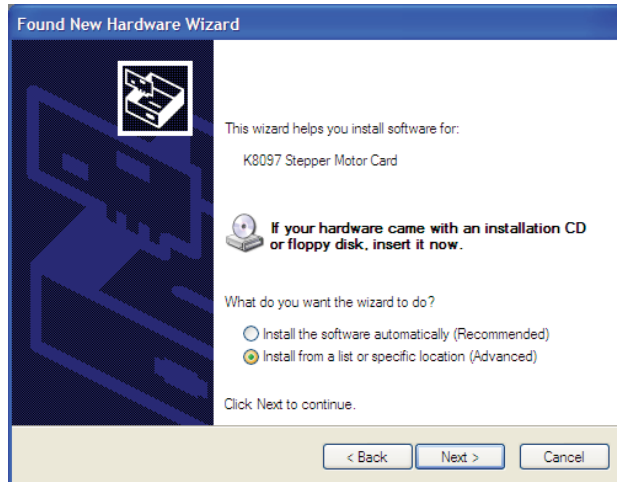 Found New Hardware Wizard
This wizard helps you install software for:
K8097 Stepper Motor Card
If your hardware came with an installation CD
or floppy disk, insert it now.
What do you want the wizard to do?
Install the software automatically (Recommended)
Install from a list or specific location (Advanced)
Click Next to continue.
< Back Next > Cancel